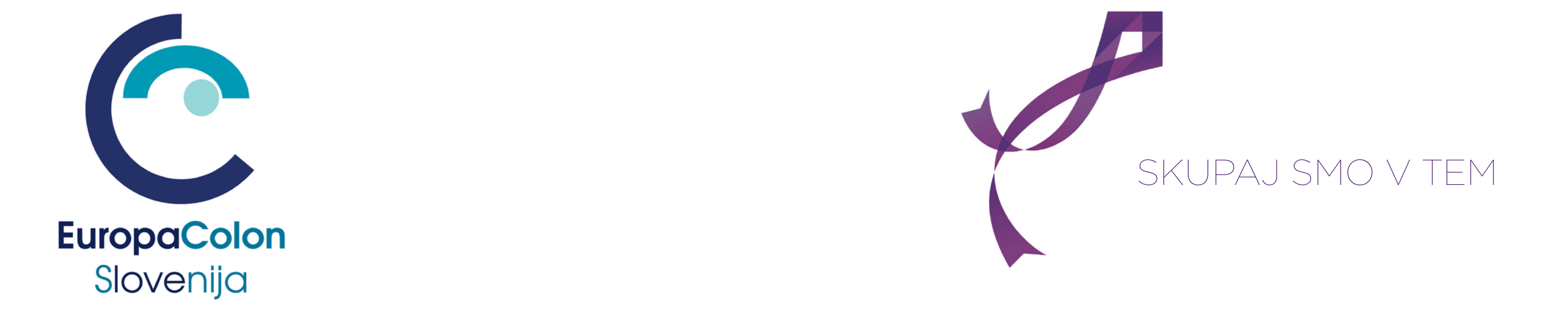 EuropaColon
Slovenija
SKUPAJ SMO V TEM